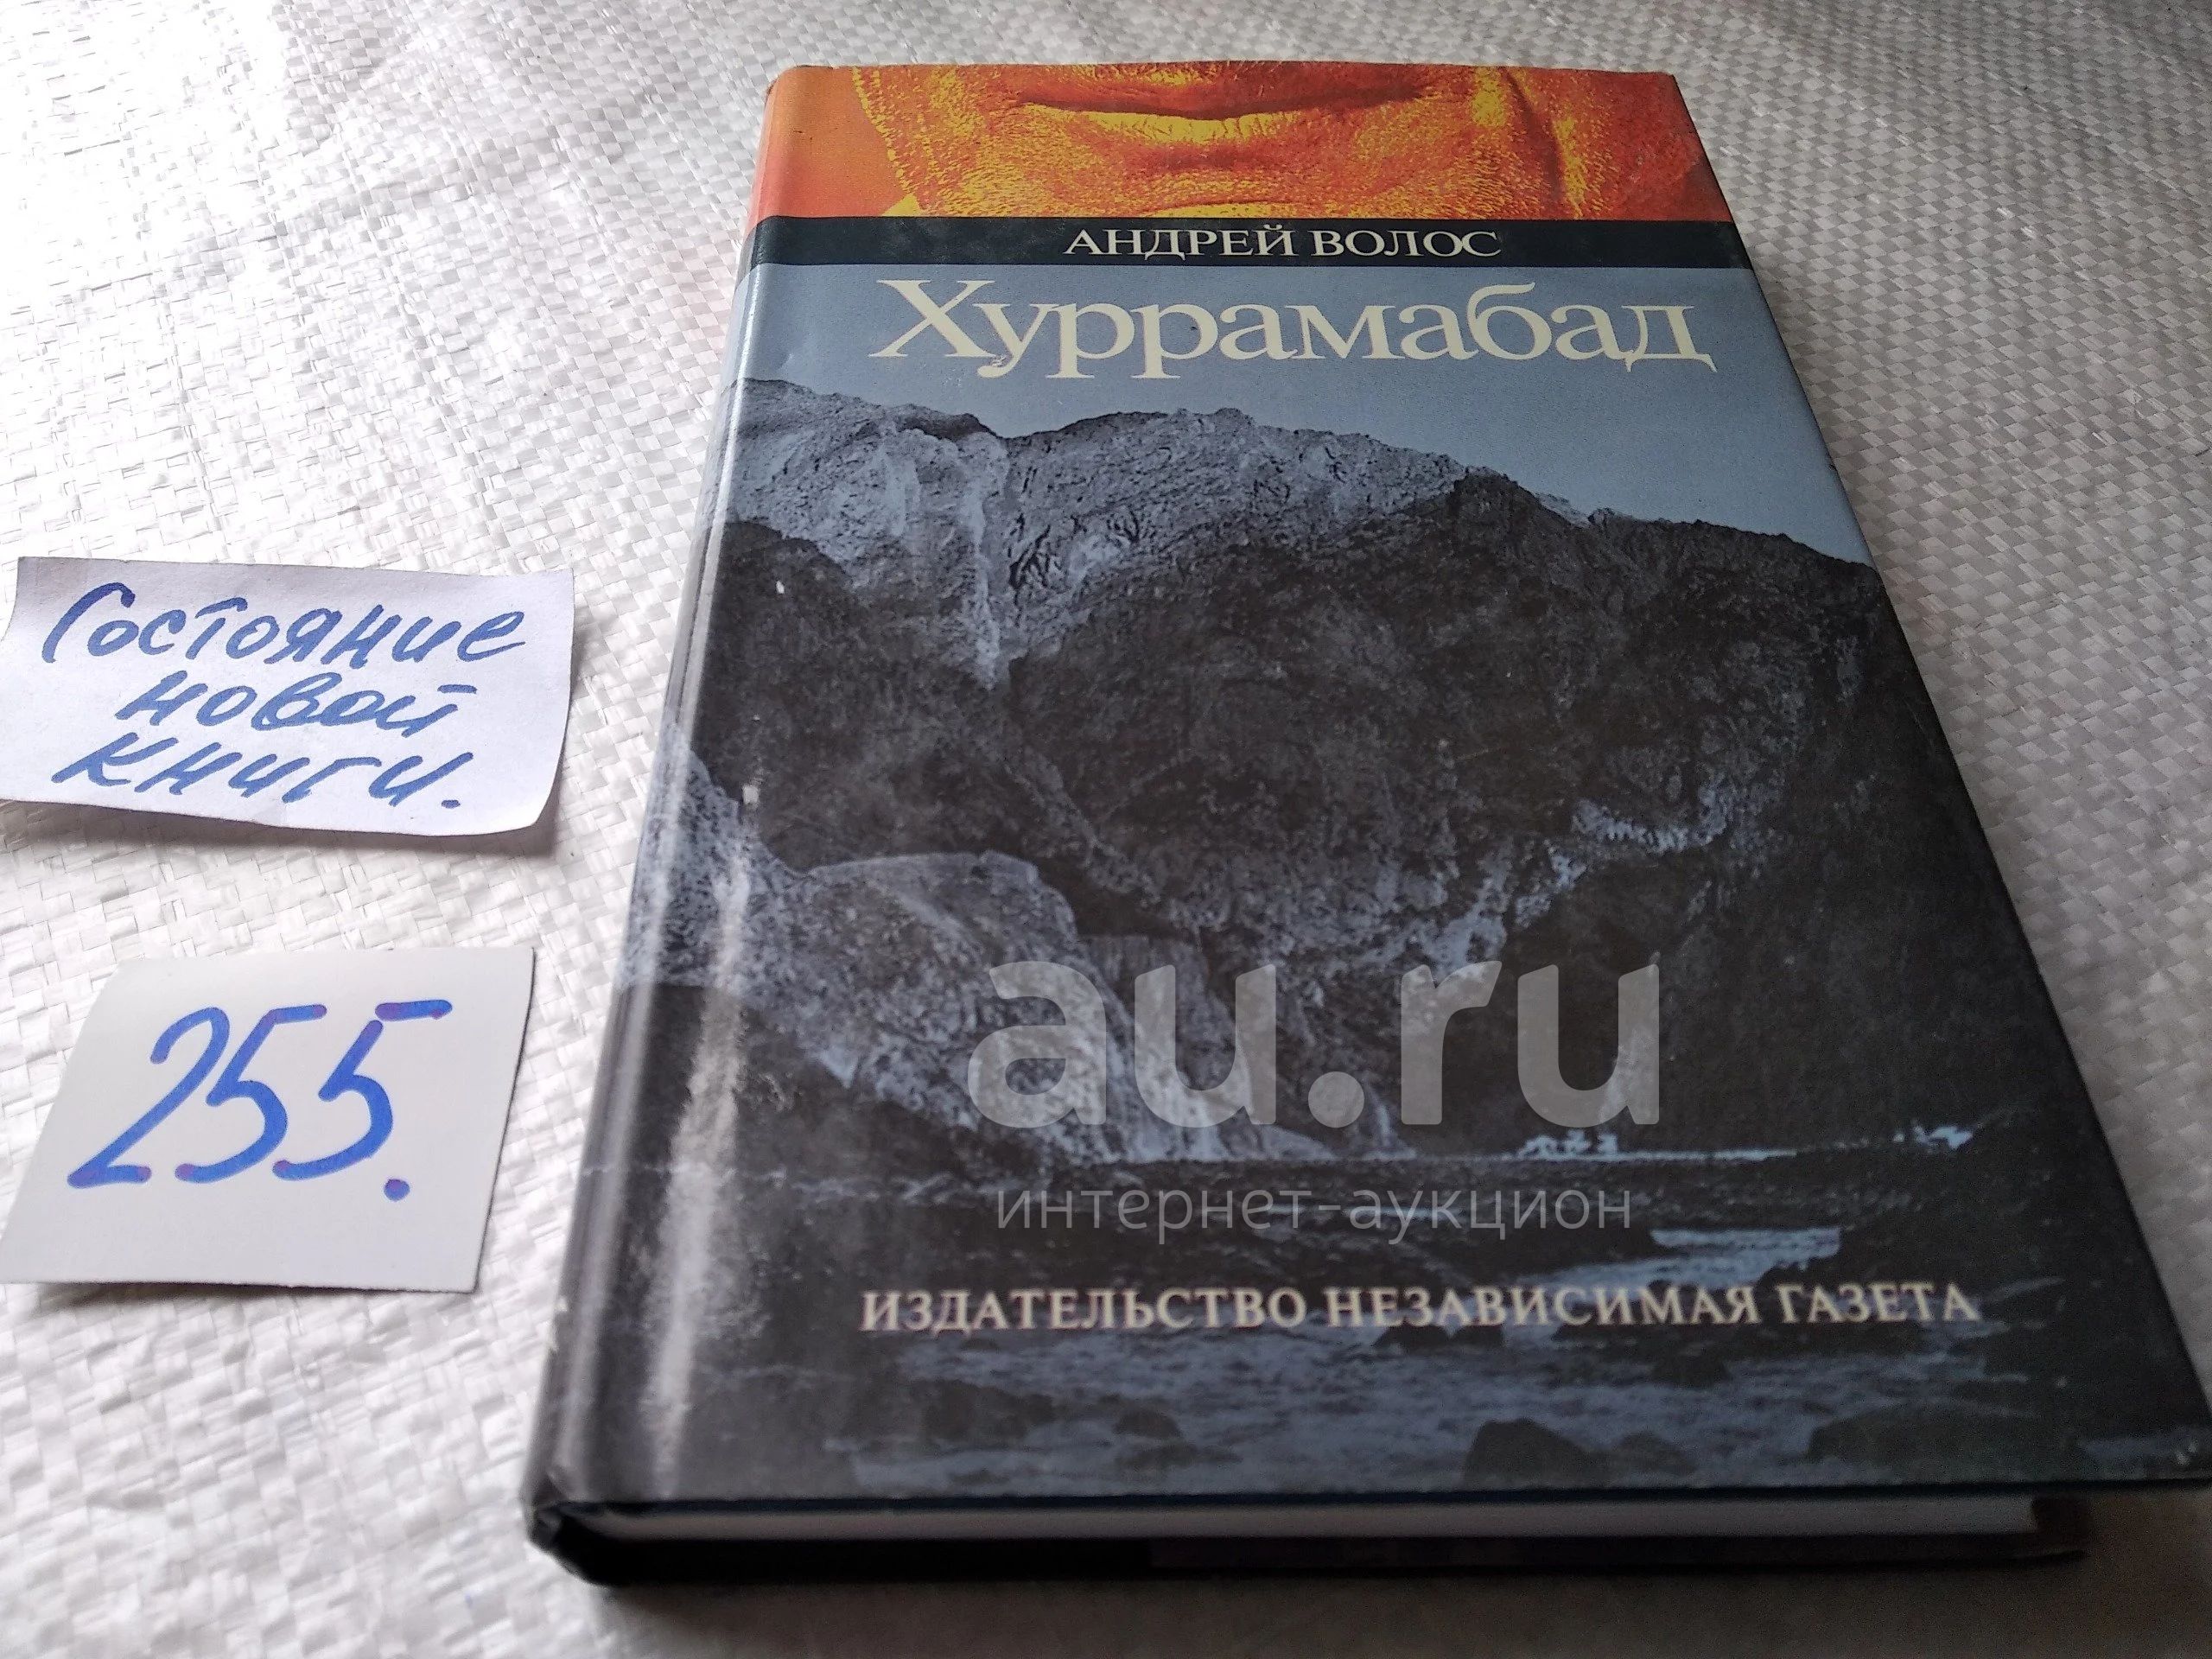 АНДРЕЙ ВОЛОС
Хуррамабад
Состояние
новой
книги.
255.
au.ru
интернет-аукцион
ИЗДАТЕЛЬСТВО НЕЗАВИСИМАЯ ГАЗЕТА